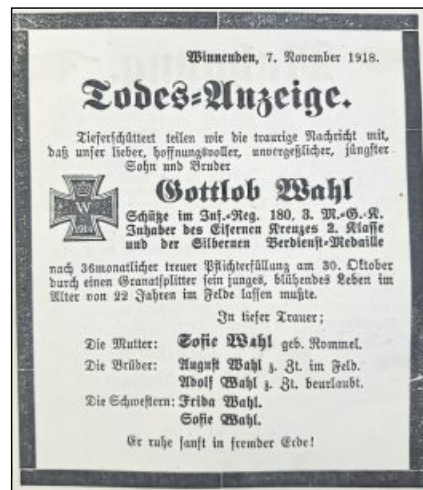 Winnenden, 7. November 1918.
Todes-Anzeige.
Tieferschüttert teilen wir die traurige Nachricht mit,
daß unser lieber, hoffnungsvoller, unvergeßlicher, jüngster
Sohn und Bruder
Gottlob Wahl
Schütze im Inf.-Reg. 180, 3. M.-G.-K.
Inhaber des Eisernen Kreuzes 2. Klasse
und der Silbernen Verdienst-Medaille
W
1914
nach 36monatlicher treuer Pflichterfüllung am 30. Oktober
durch einen Granatsplitter sein junges, blühendes Leben im
Alter von 22 Jahren im Felde lassen mußte.
In tiefer Trauer;
Die Mutter: Sofie Wahl geb. Rommel.
Die Brüder: August Wahl z. Zt. im Feld.
Adolf Wahl z. Zt. beurlaubt.
Die Schwestern: Frida Wahl.
Sofie Wahl.
Er ruhe sanft in fremder Erde!